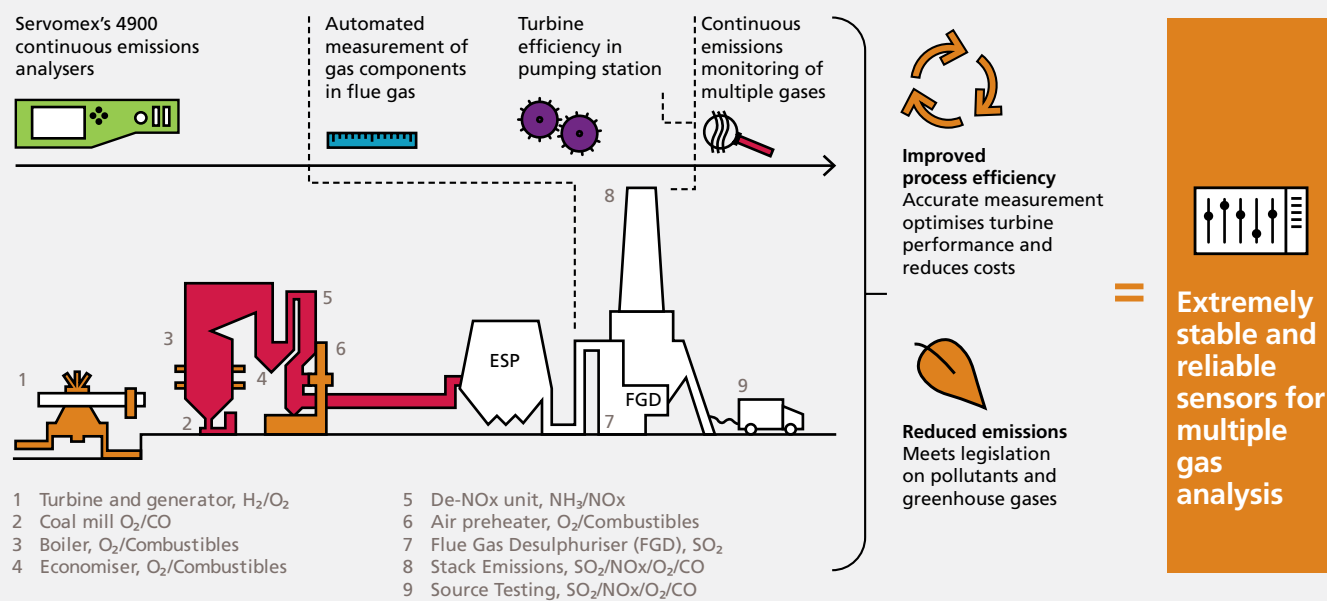 Servomex's 4900
continuous emissions
analysers
Automated
measurement of
gas components
in flue gas
Turbine
efficiency in
pumping station
Continuous
emissions
monitoring of
multiple gases
Improved
process efficiency
Accurate measurement
optimises turbine
performance and
reduces costs
Reduced emissions
Meets legislation
on pollutants and
greenhouse gases
=
Extremely
stable and
reliable
sensors for
multiple
gas
analysis
1
2
3
4
5
6
ESP
7
FGD
8
9
1 Turbine and generator, H₂/O₂
2 Coal mill O₂/CO
3 Boiler, O₂/Combustibles
4 Economiser, O₂/Combustibles
5 De-NOx unit, NH₃/NOx
6 Air preheater, O₂/Combustibles
7 Flue Gas Desulphuriser (FGD), SO₂
8 Stack Emissions, SO₂/NOx/O₂/CO
9 Source Testing, SO₂/NOx/O₂/CO